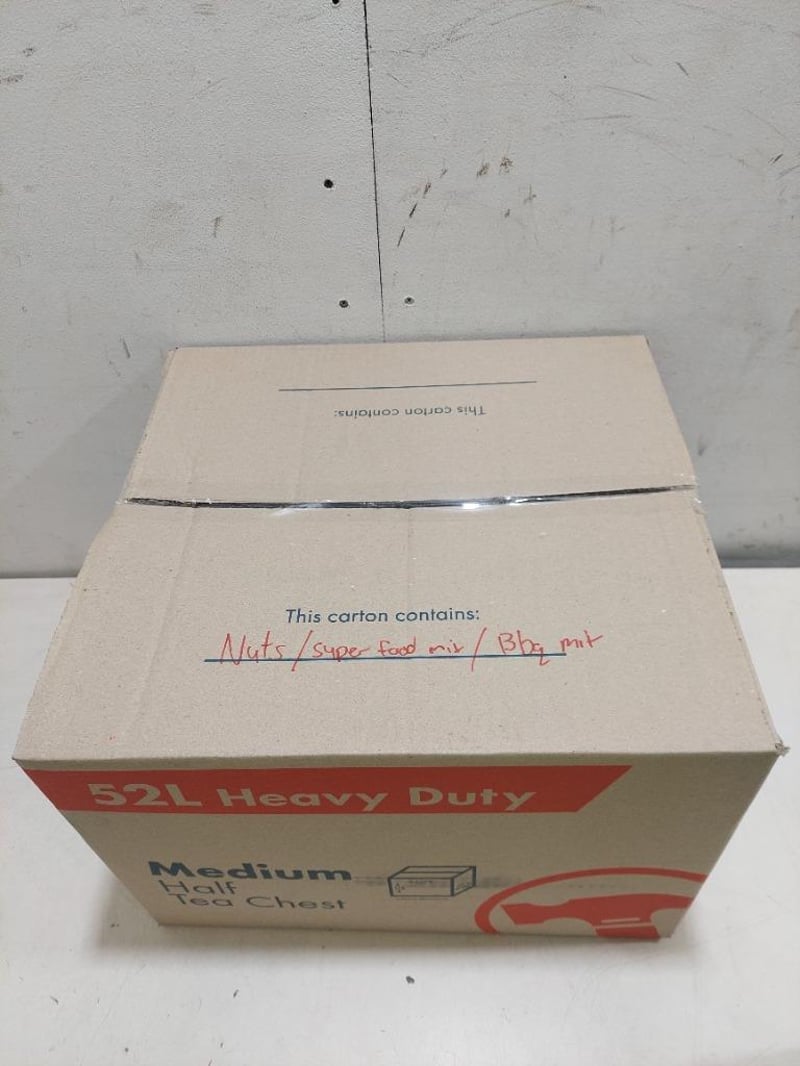 This carton contains:
This carton contains:
Nuts / super food mix / Bbq mix
52L Heavy Duty
Medium
Half
Tea Chest